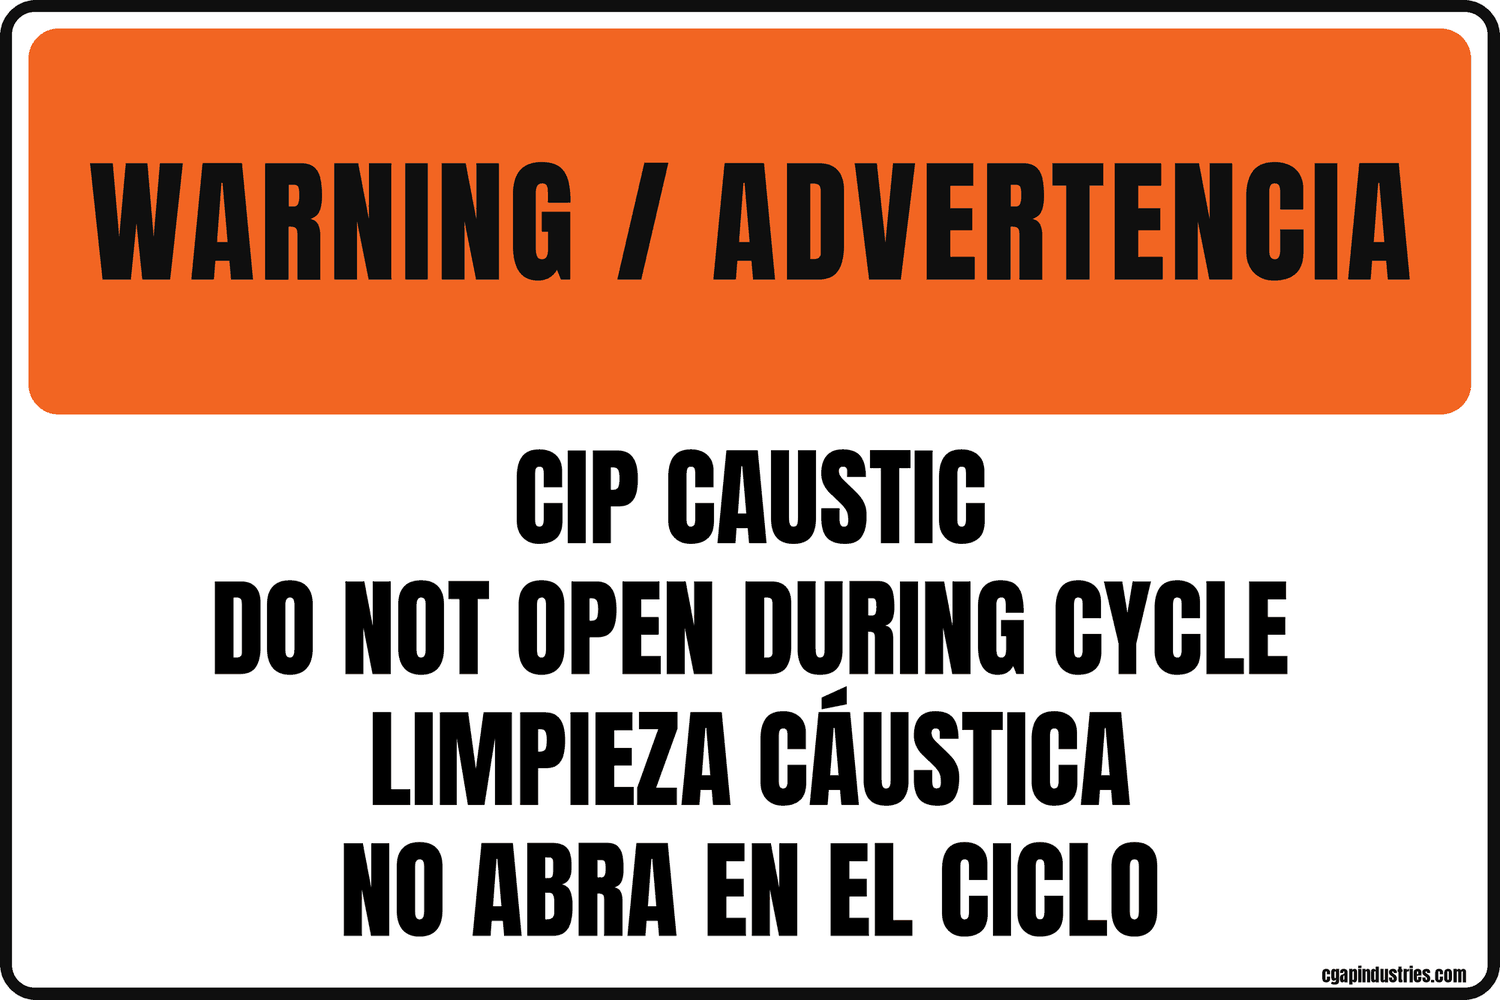 WARNING / ADVERTENCIA
CIP CAUSTIC
DO NOT OPEN DURING CYCLE
LIMPIEZA CÁUSTICA
NO ABRA EN EL CICLO
cgapindustries.com